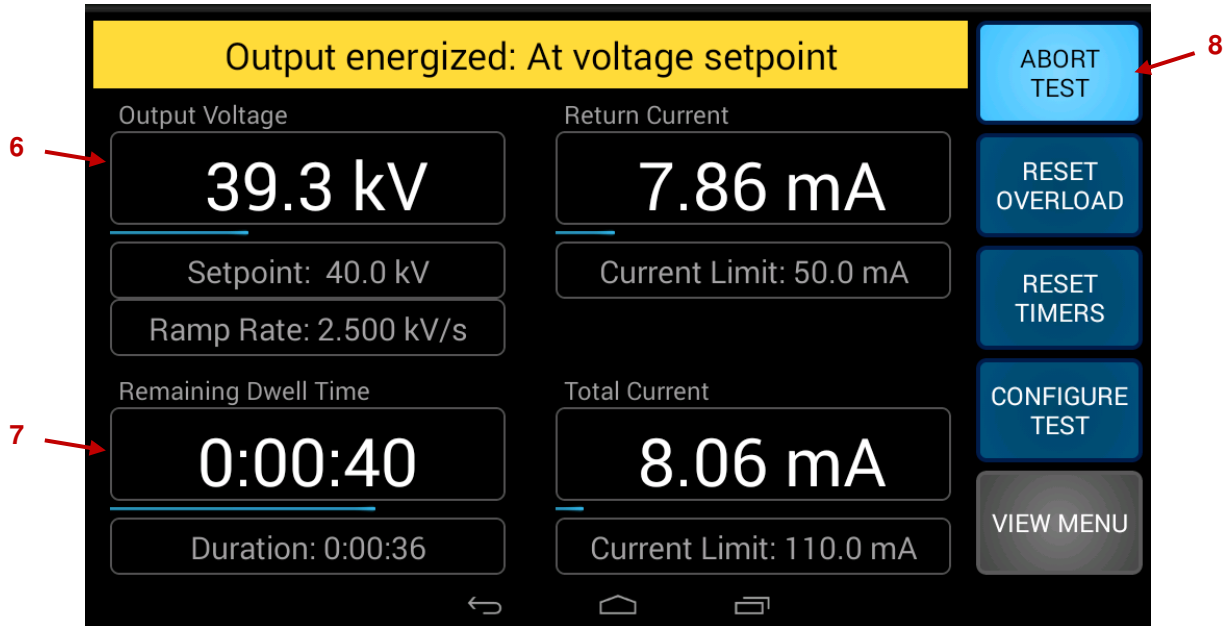 Output energized: At voltage setpoint
Output Voltage
39.3 kV
Setpoint: 40.0 kV
Ramp Rate: 2.500 kV/s
Return Current
7.86 mA
Current Limit: 50.0 mA
Remaining Dwell Time
0:00:40
Duration: 0:00:36
Total Current
8.06 mA
Current Limit: 110.0 mA
ABORT
TEST
RESET
OVERLOAD
RESET
TIMERS
CONFIGURE
TEST
VIEW MENU
6
7
8